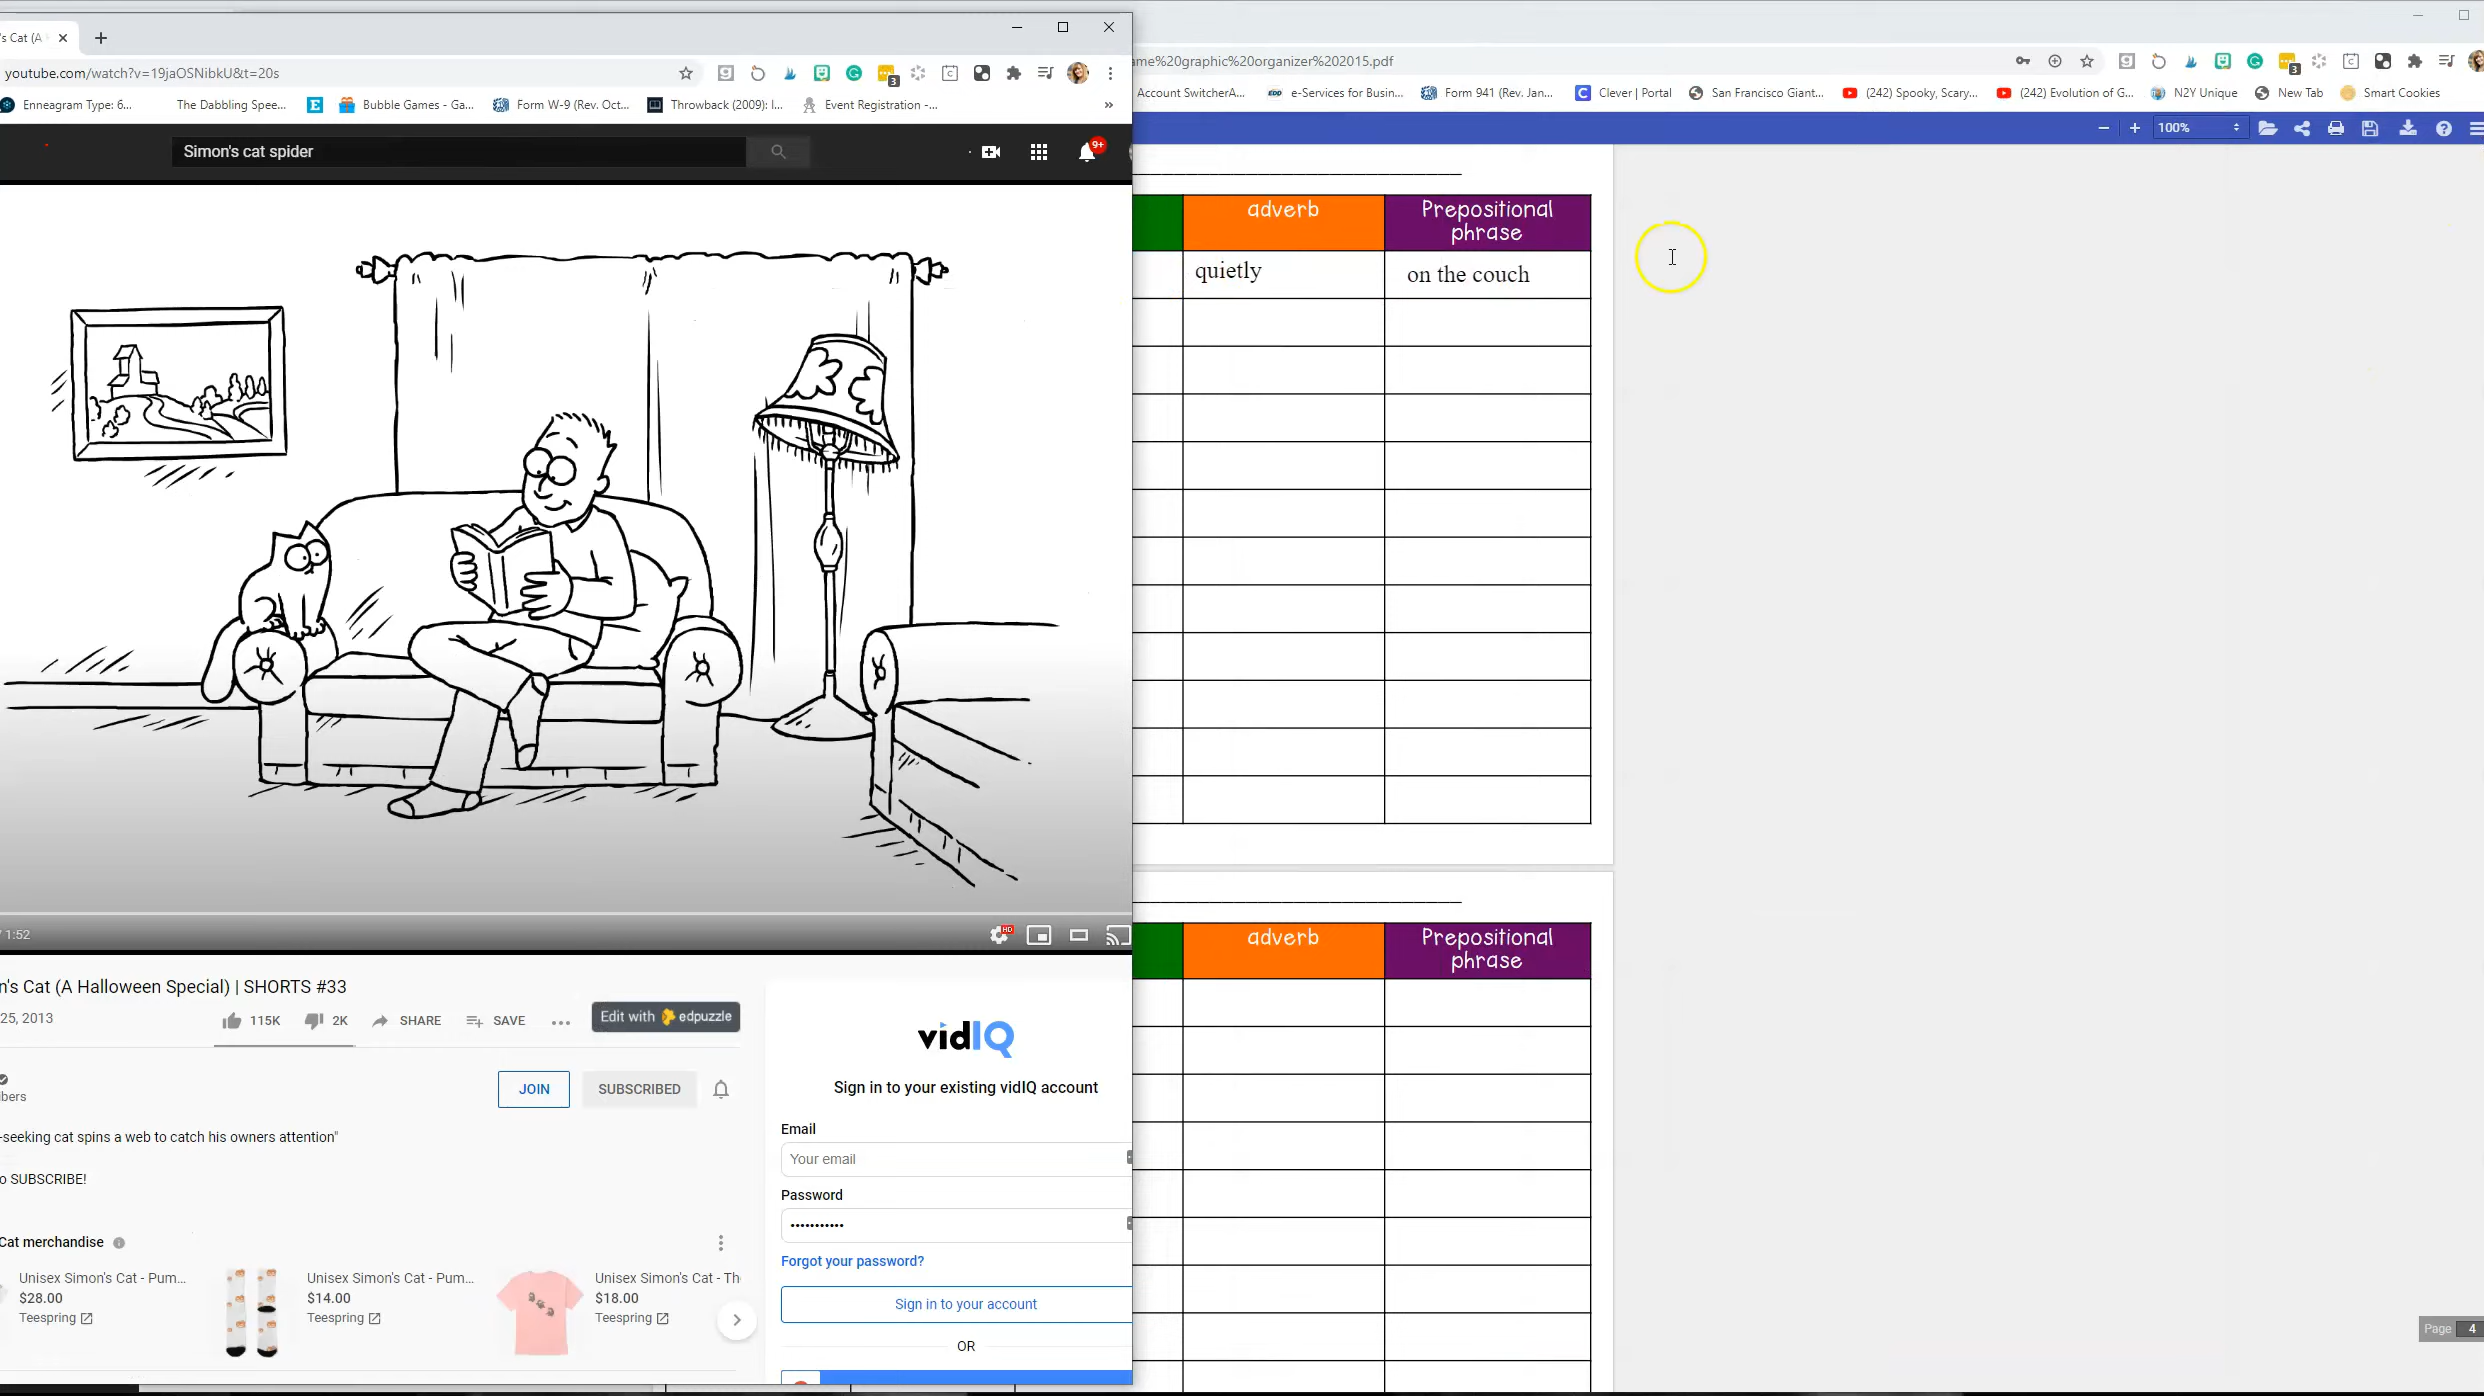 's Cat (A
youtube.com/watch?v=19jaOSNibkU&t=20s
3
Enneagram Type: 6...
The Dabbling Spee...
Bubble Games - Ga...
Form W-9 (Rev. Oct...
Throwback (2009): I...
Event Registration -...
»
Simon's cat spider
9+
1:52
HD
n's Cat (A Halloween Special) | SHORTS #33
25, 2013
115K
2K
SHARE
SAVE
Edit with edpuzzle
JOIN
SUBSCRIBED
ibers
-seeking cat spins a web to catch his owners attention"
o SUBSCRIBE!
Cat merchandise
Unisex Simon's Cat - Pum...
$28.00
Teespring
Unisex Simon's Cat - Pum...
$14.00
Teespring
Unisex Simon's Cat - Th
$18.00
Teespring
vidIQ
Sign in to your existing vidIQ account
Email
Your email
Password
Forgot your password?
Sign in to your account
OR
ame%20graphic%20organizer%202015.pdf
3
Account SwitcherA...
EDD
e-Services for Busin...
Form 941 (Rev. Jan...
Clever | Portal
San Francisco Giant...
(242) Spooky, Scary...
(242) Evolution of G...
N2Y Unique
New Tab
Smart Cookies
100%
adverb
Prepositional
phrase
quietly
on the couch
adverb
Prepositional
phrase
Page 4